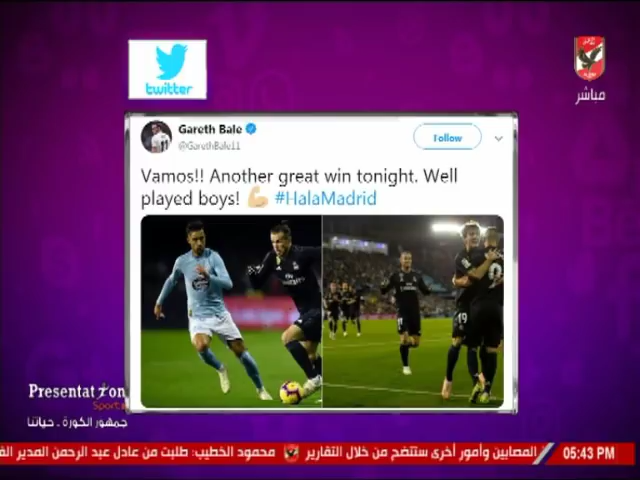 twitter
مباشر
Gareth Bale
@GarethBale11
Follow
Vamos!! Another great win tonight. Well
played boys! 💪🏼 #HalaMadrid
Presentation
Sports
جمهور الكورة .. حياتنا
المصابين وأمور أخرى ستتضح من خلال التقارير
محمود الخطيب: طلبت من عادل عبد الرحمن المدير الف
05:43 PM